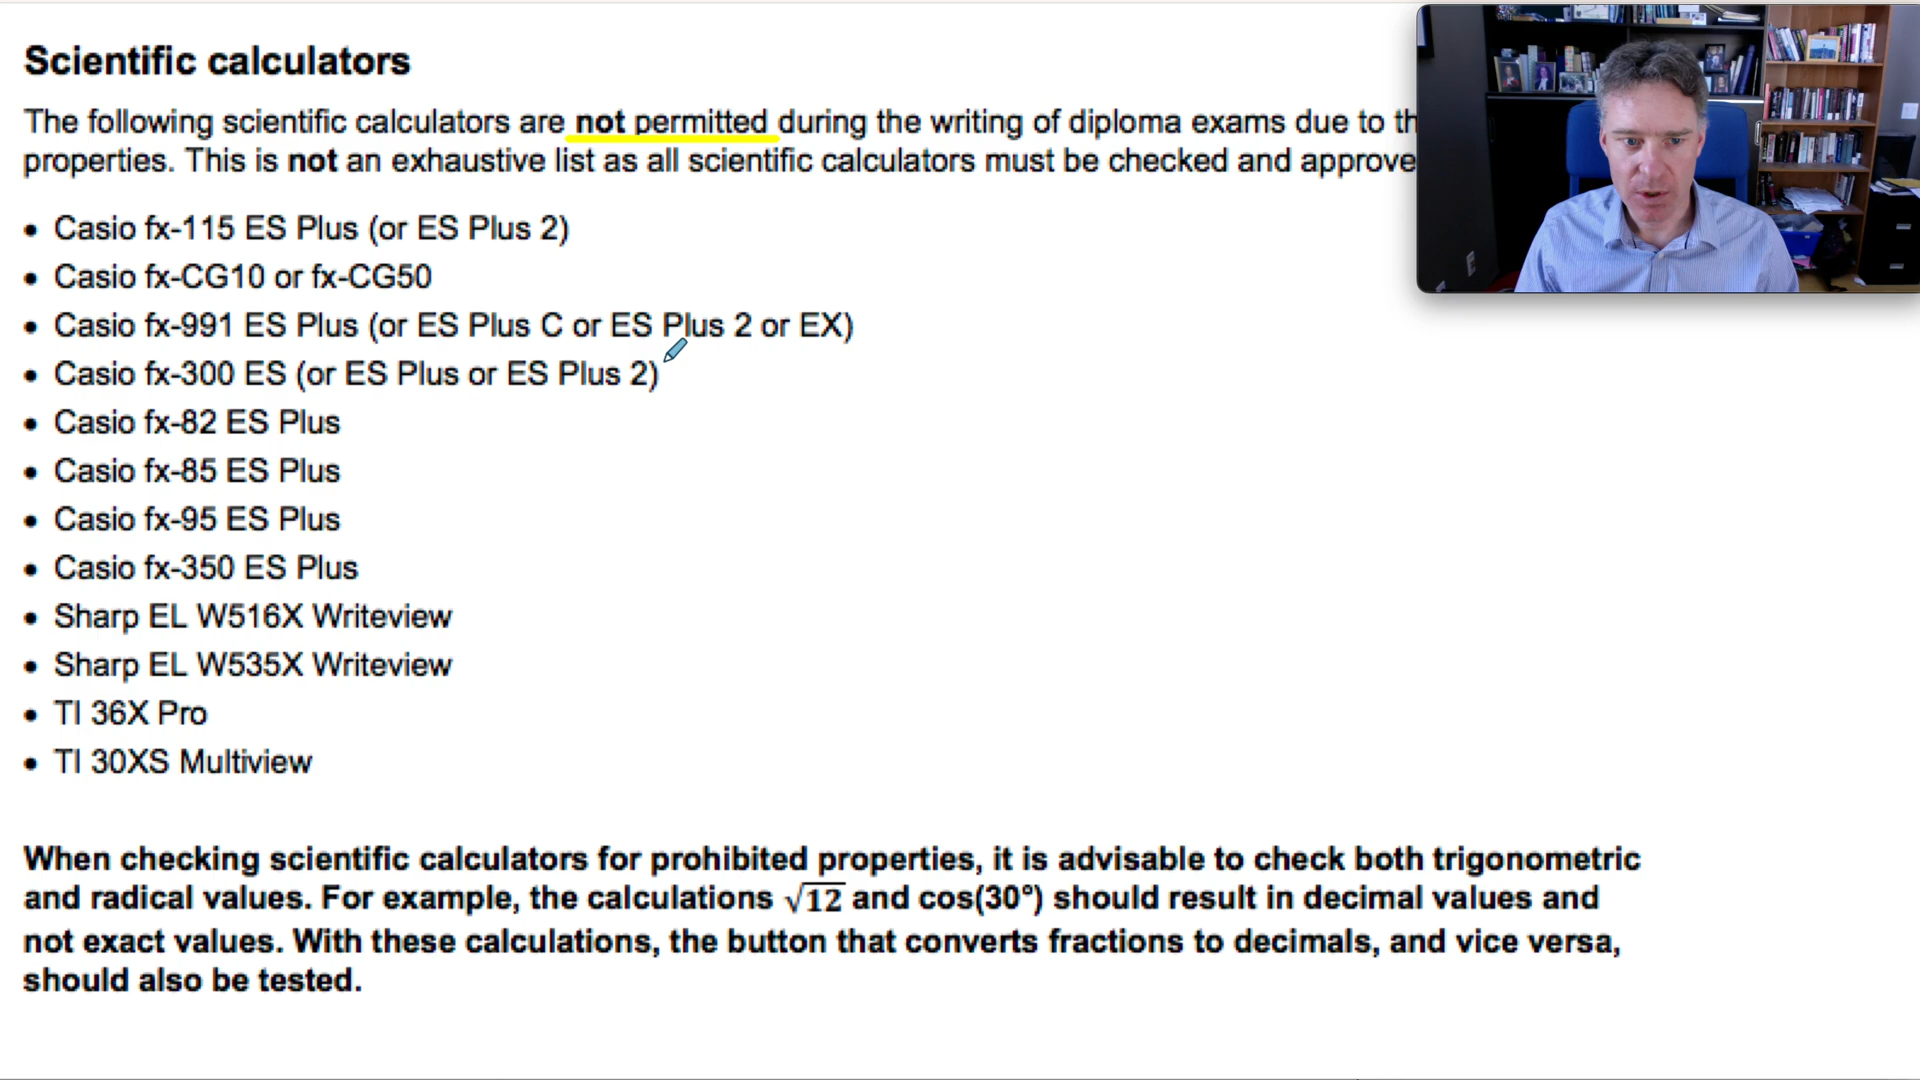 Scientific calculators
The following scientific calculators are not permitted during the writing of diploma exams due to
properties. This is not an exhaustive list as all scientific calculators must be checked and
• Casio fx-115 ES Plus (or ES Plus 2)
• Casio fx-CG10 or fx-CG50
• Casio fx-991 ES Plus (or ES Plus C or ES Plus 2 or EX)
• Casio fx-300 ES (or ES Plus or ES Plus 2)
• Casio fx-82 ES Plus
• Casio fx-85 ES Plus
• Casio fx-95 ES Plus
• Casio fx-350 ES Plus
• Sharp EL W516X Writeview
• Sharp EL W535X Writeview
• TI 36X Pro
• TI 30XS Multiview
When checking scientific calculators for prohibited properties, it is advisable to check both trigonometric
and radical values. For example, the calculations √12 and cos(30°) should result in decimal values and
not exact values. With these calculations, the button that converts fractions to decimals, and vice versa,
should also be tested.